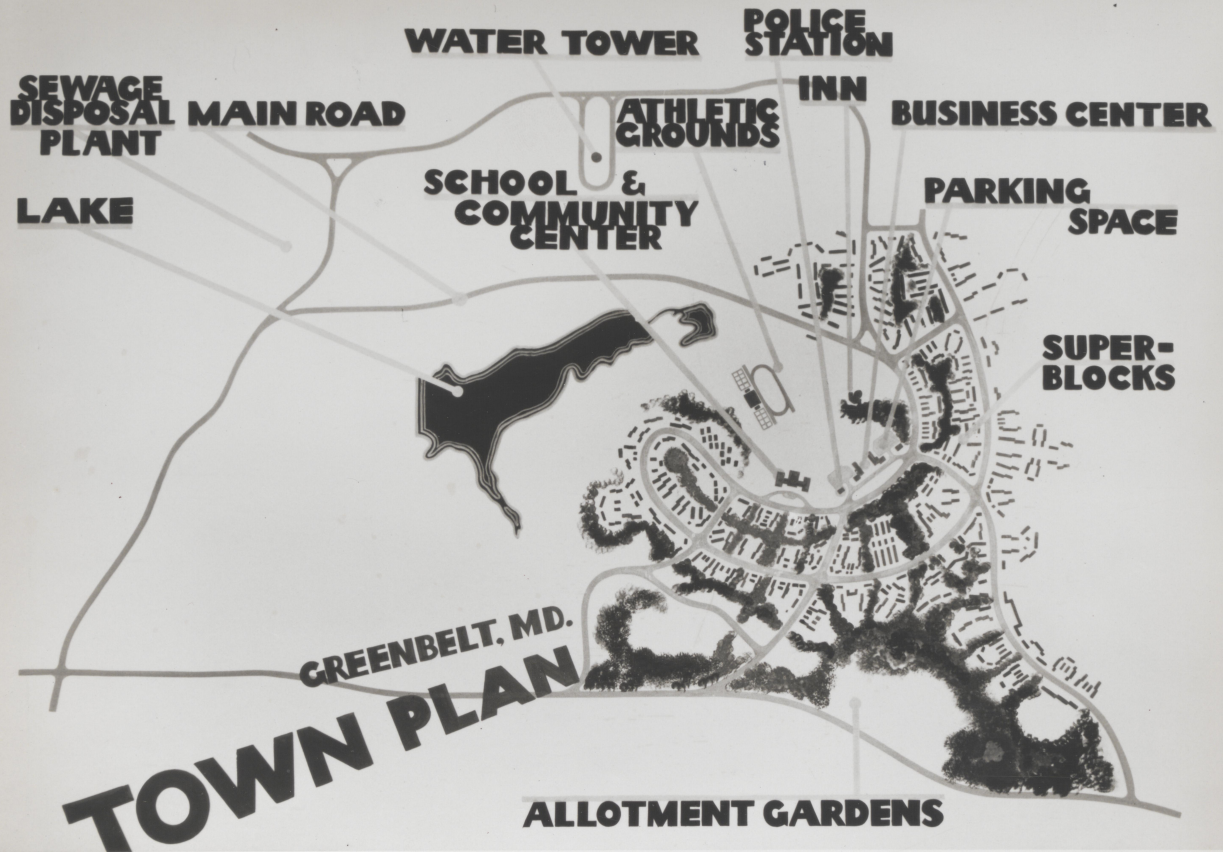 WATER TOWER
POLICE
STATION
SEWAGE
DISPOSAL
PLANT
MAIN ROAD
ATHLETIC
GROUNDS
INN
BUSINESS CENTER
LAKE
SCHOOL &
COMMUNITY
CENTER
PARKING
SPACE
SUPER-
BLOCKS
GREENBELT, MD.
TOWN PLAN
ALLOTMENT GARDENS